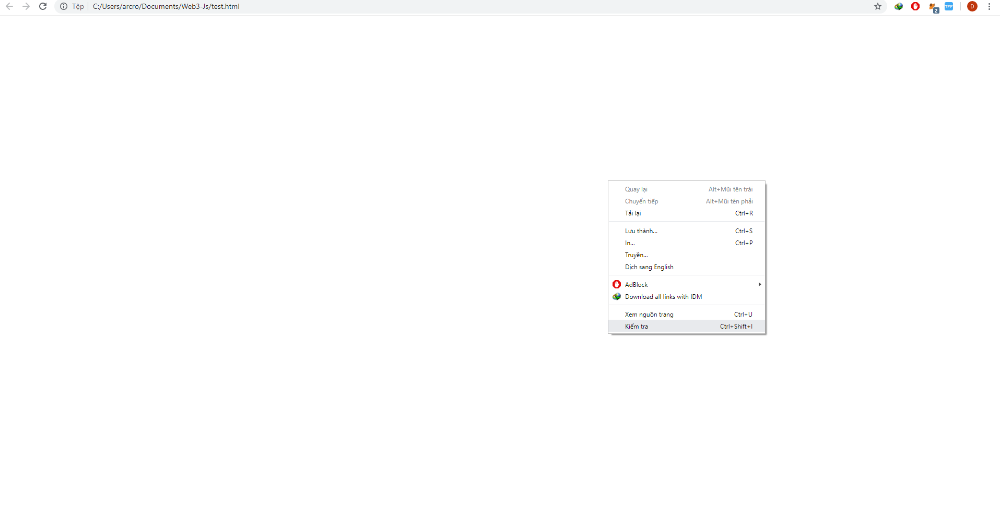 Tệp C:/Users/arcro/Documents/Web3-Js/test.html
TFF
2
D
Quay lại Alt+Mũi tên trái
Chuyển tiếp Alt+Mũi tên phải
Tải lại Ctrl+R
Lưu thành... Ctrl+S
In... Ctrl+P
Truyền...
Dịch sang English
AdBlock
Download all links with IDM
Xem nguồn trang Ctrl+U
Kiểm tra Ctrl+Shift+I